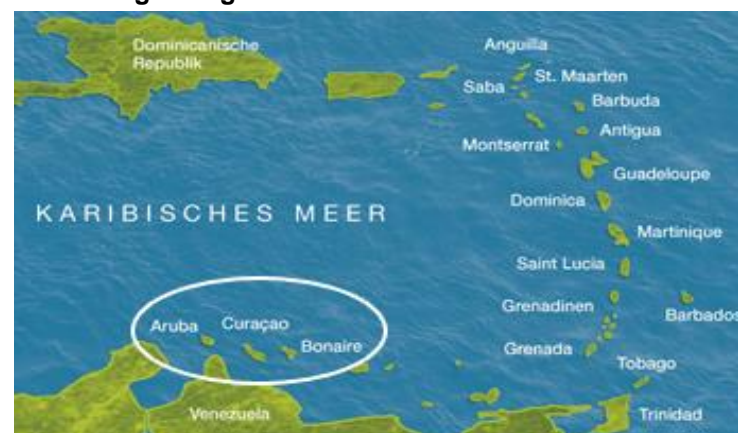 Dominicanische
Republik
Anguilla
St. Maarten
Saba
Barbuda
Antigua
Montserrat
Guadeloupe
Dominica
KARIBISCHES MEER
Martinique
Saint Lucia
Grenadinen
Barbados
Aruba
Curaçao
Bonaire
Grenada
Tobago
Venezuela
Trinidad